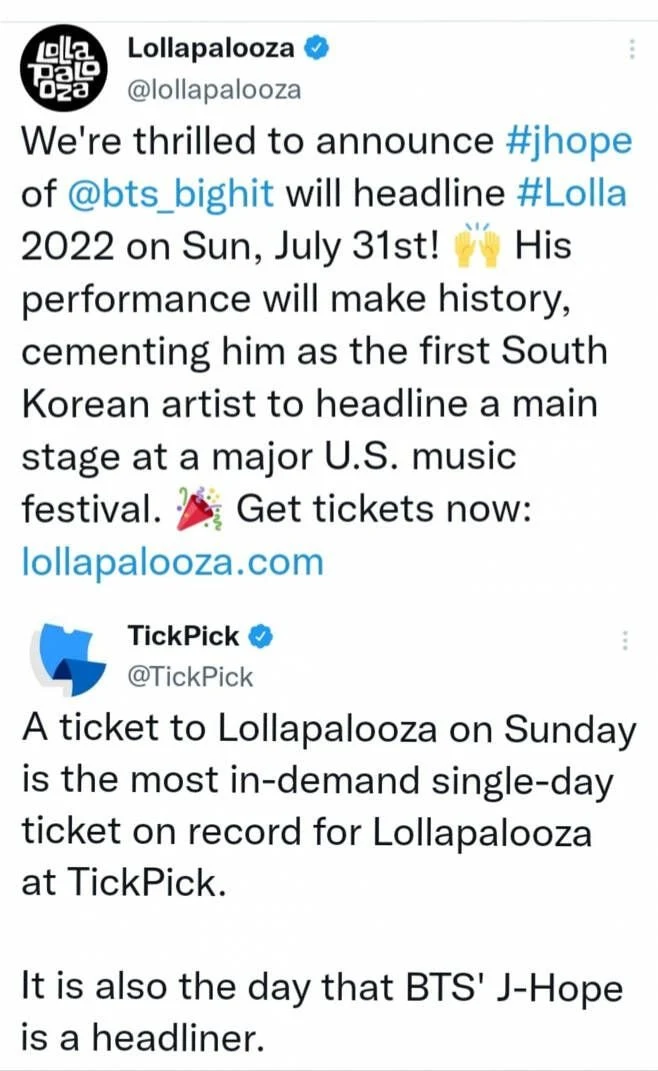 Lolla
Palo
oza
Lollapalooza
@lollapalooza
We're thrilled to announce #jhope
of @bts_bighit will headline #Lolla
2022 on Sun, July 31st! 🙌 His
performance will make history,
cementing him as the first South
Korean artist to headline a main
stage at a major U.S. music
festival. 🎉 Get tickets now:
lollapalooza.com
TickPick
@TickPick
A ticket to Lollapalooza on Sunday
is the most in-demand single-day
ticket on record for Lollapalooza
at TickPick.
It is also the day that BTS' J-Hope
is a headliner.